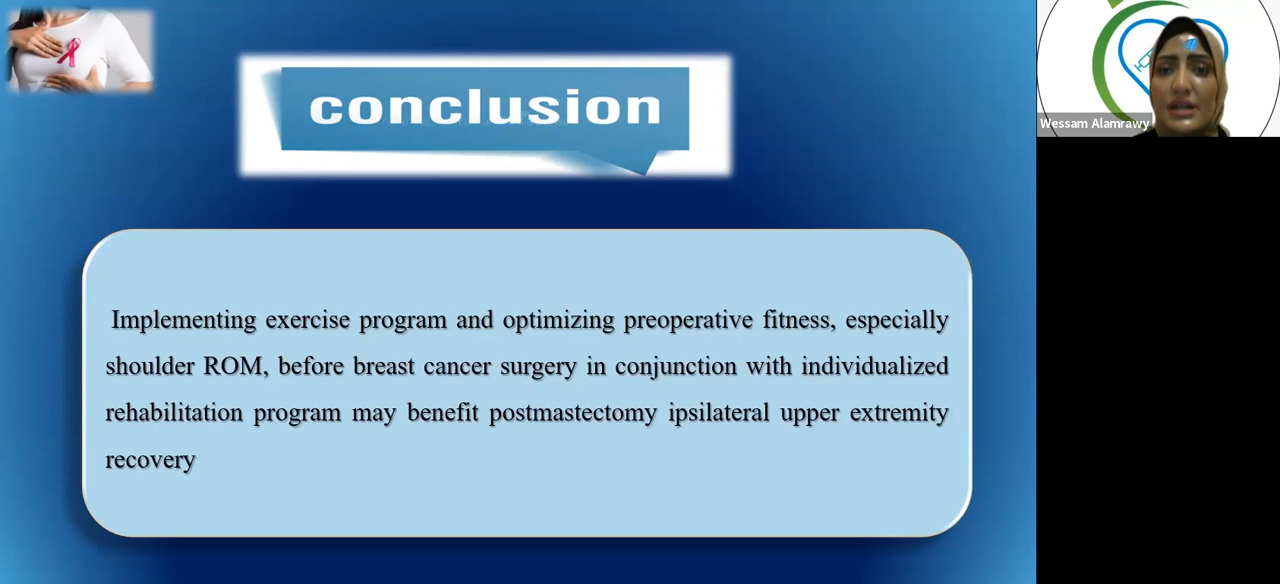 conclusion
Wessam Alamrawy
Implementing exercise program and optimizing preoperative fitness, especially
shoulder ROM, before breast cancer surgery in conjunction with individualized
rehabilitation program may benefit postmastectomy ipsilateral upper extremity
recovery